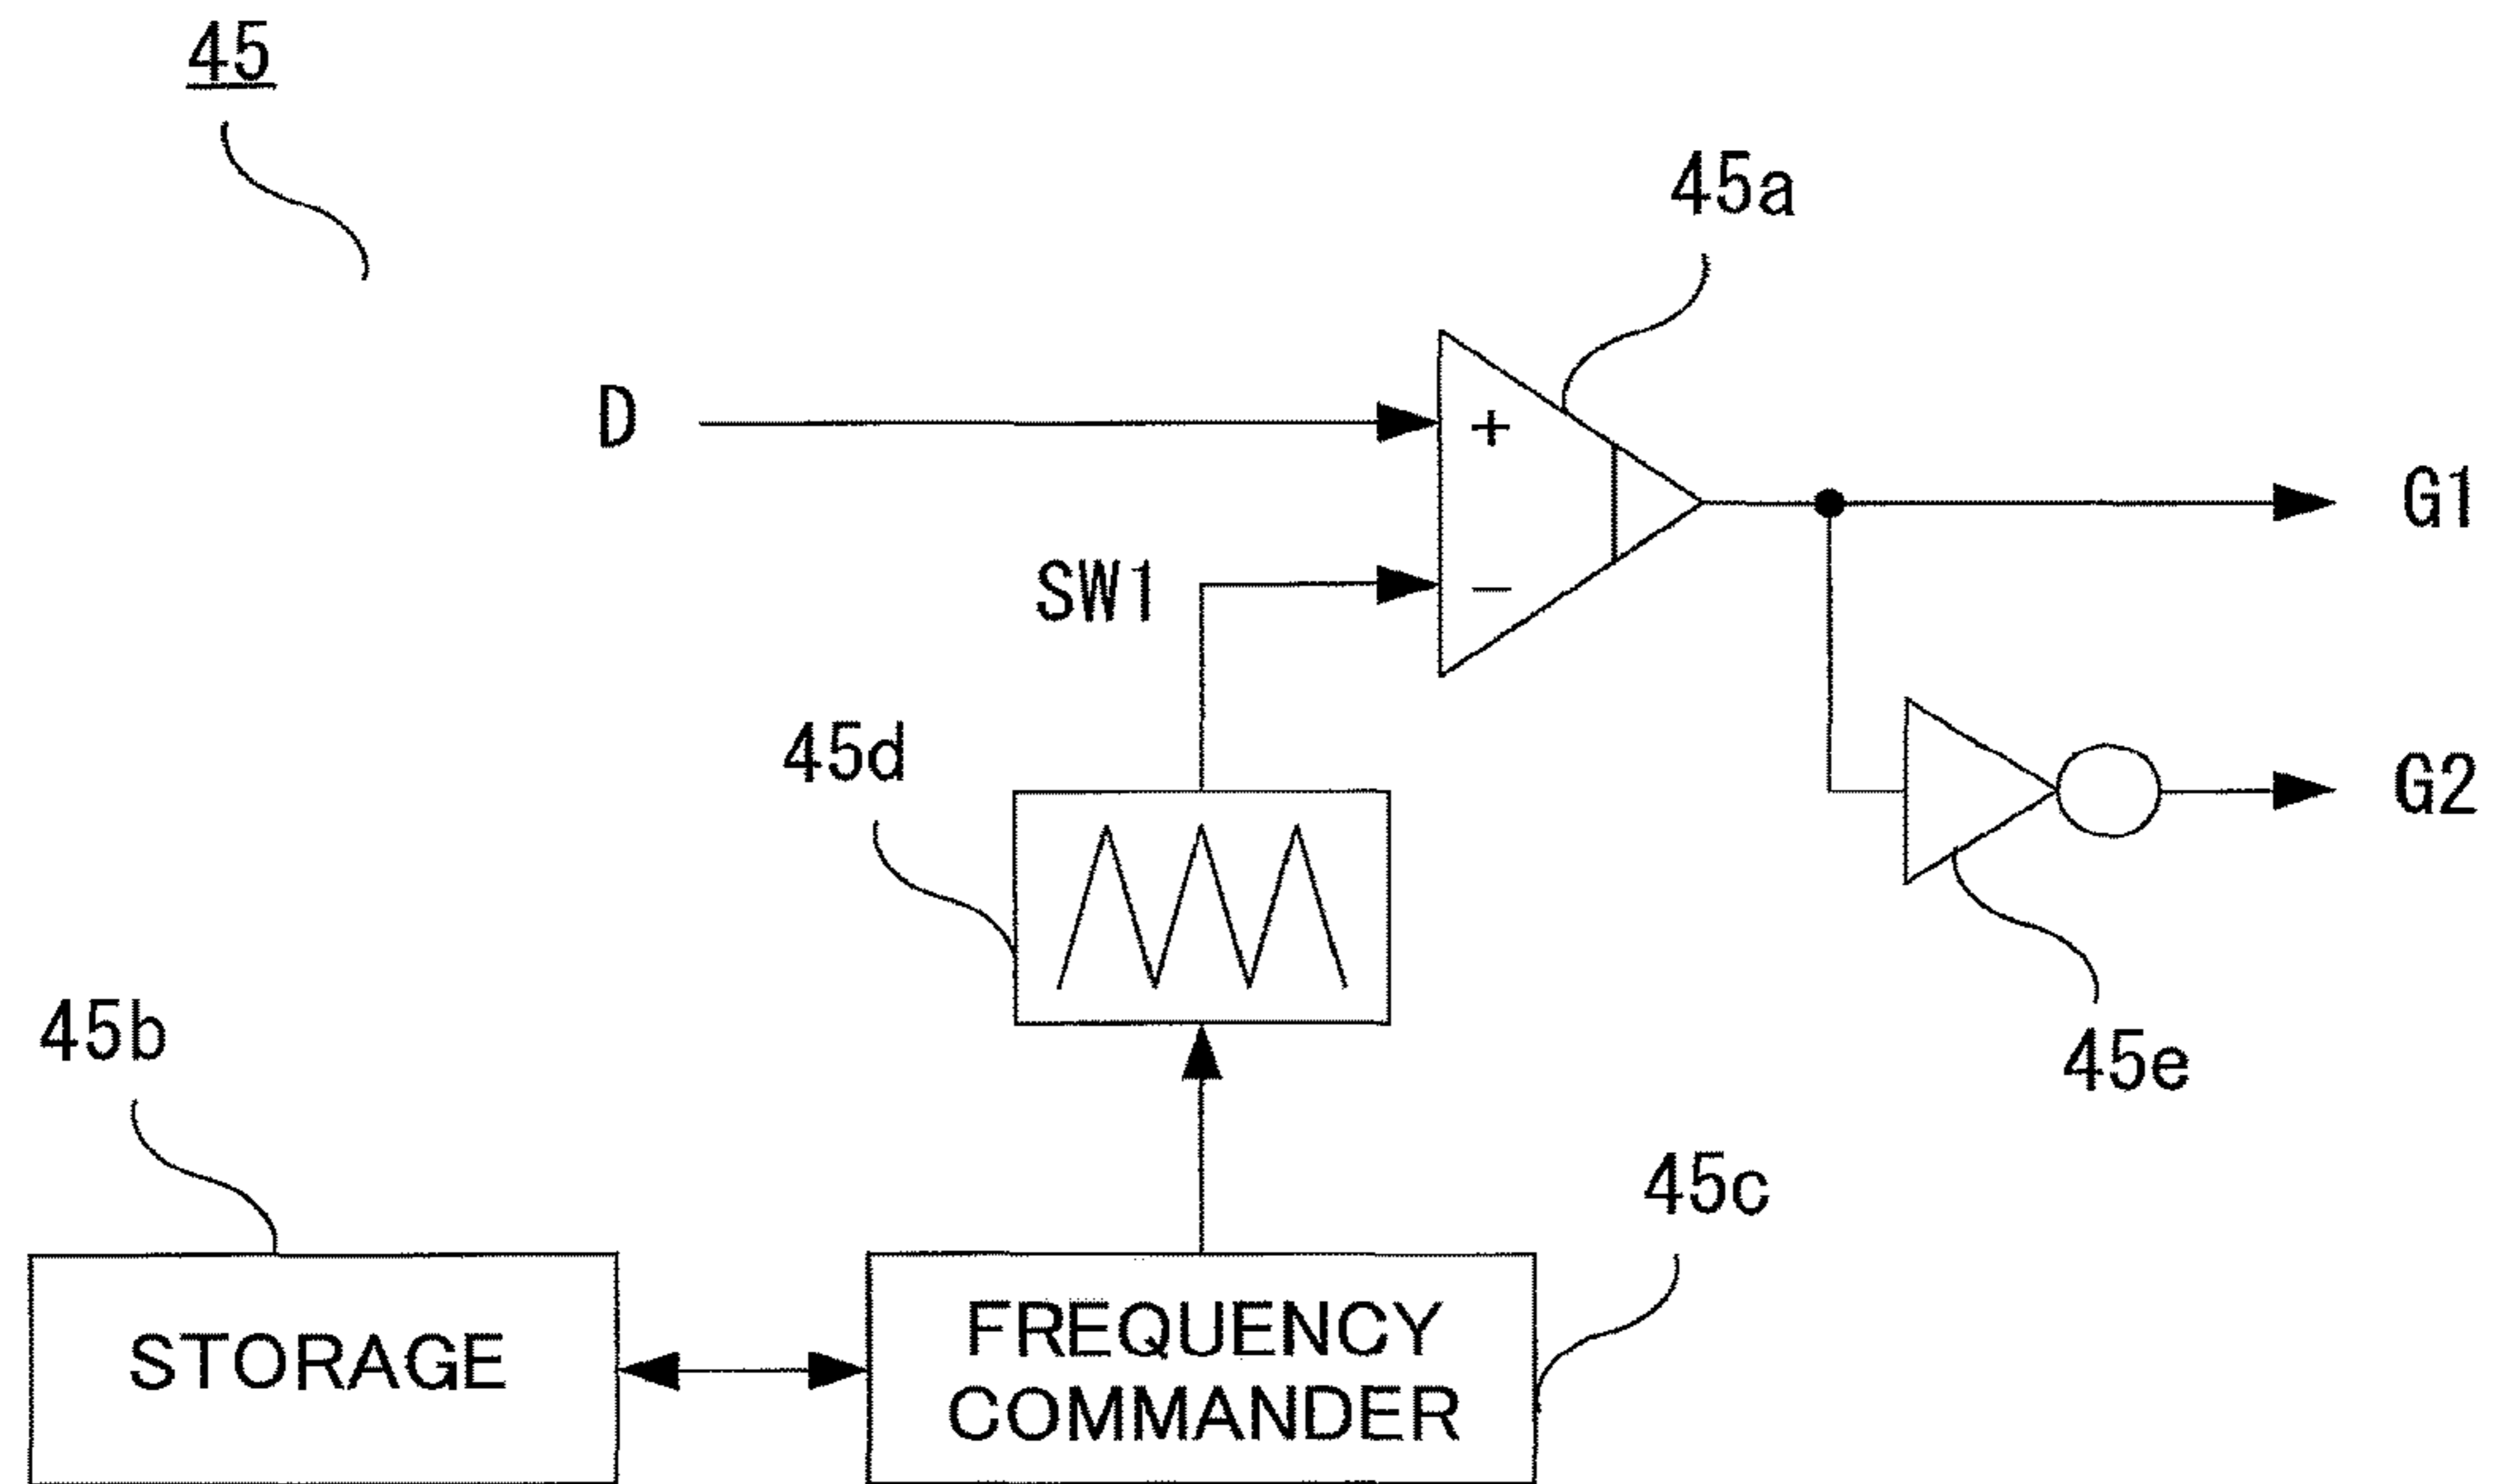 45
45a
D
+
G1
SW1
−
45d
G2
45b
45e
45c
STORAGE
FREQUENCY
COMMANDER